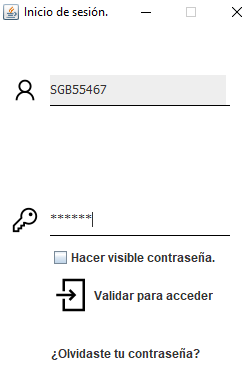 Inicio de sesión.
SGB55467
******
Hacer visible contraseña.
Validar para acceder
¿Olvidaste tu contraseña?